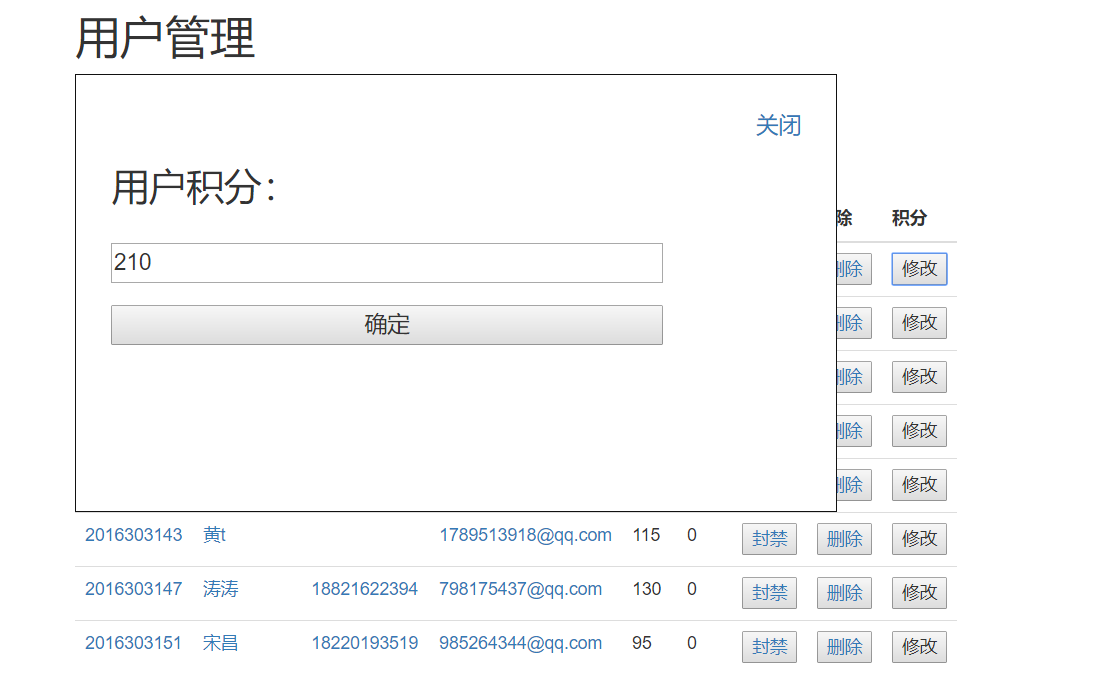 用户管理
关闭
用户积分：
除 积分
210
删除 修改
确定
删除 修改
删除 修改
删除 修改
删除 修改
2016303143 黄t 1789513918@qq.com 115 0 封禁 删除 修改
2016303147 涛涛 18821622394 798175437@qq.com 130 0 封禁 删除 修改
2016303151 宋昌 18220193519 985264344@qq.com 95 0 封禁 删除 修改